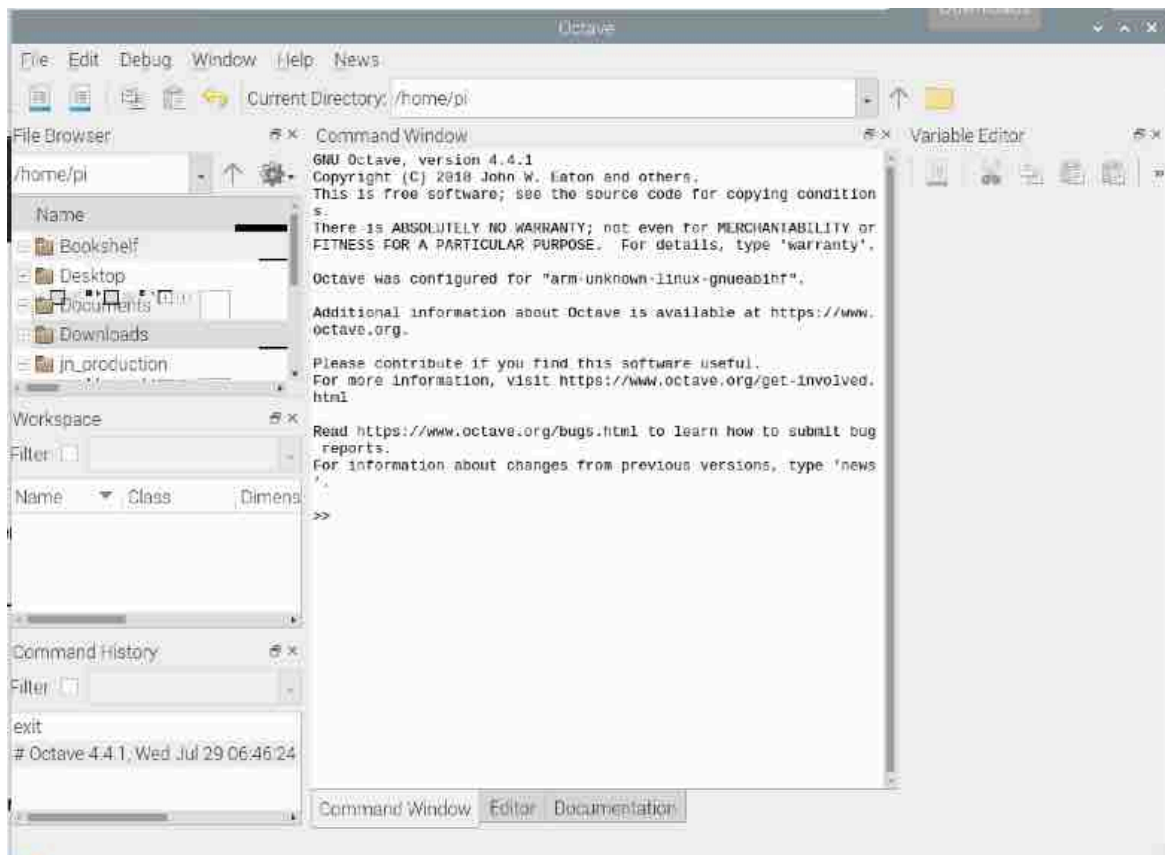 Octave
File Edit Debug Window Help News
Current Directory: /home/pi
File Browser
/home/pi
Name
Bookshelf
Desktop
Documents
Downloads
jn_production
Workspace
Filter
Name Class Dimens
Command History
Filter
exit
# Octave 4.4.1, Wed Jul 29 06:46:24
Command Window
GNU Octave, version 4.4.1
Copyright (C) 2018 John W. Eaton and others.
This is free software; see the source code for copying condition
s.
There is ABSOLUTELY NO WARRANTY; not even for MERCHANTABILITY or
FITNESS FOR A PARTICULAR PURPOSE.  For details, type 'warranty'.
Octave was configured for "arm-unknown-linux-gnueabihf".
Additional information about Octave is available at https://www.
octave.org.
Please contribute if you find this software useful.
For more information, visit https://www.octave.org/get-involved.
html
Read https://www.octave.org/bugs.html to learn how to submit bug
reports.
For information about changes from previous versions, type 'news
'.
>>
Command Window Editor Documentation
Variable Editor